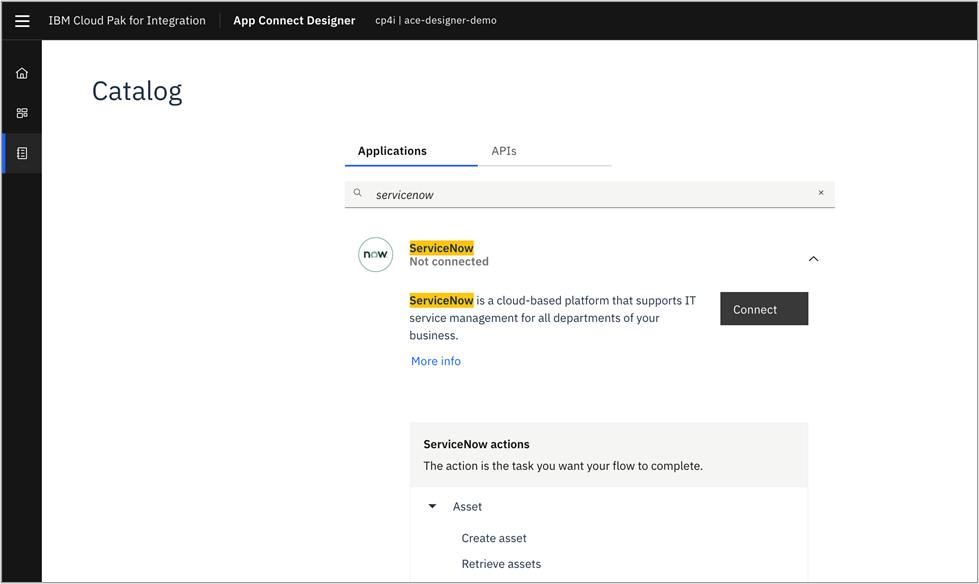 IBM Cloud Pak for Integration App Connect Designer cp4i | ace-designer-demo
Catalog
Applications APIs
servicenow ×
now. ServiceNow
Not connected
ServiceNow is a cloud-based platform that supports IT
service management for all departments of your
business.
Connect
More info
ServiceNow actions
The action is the task you want your flow to complete.
Asset
Create asset
Retrieve assets